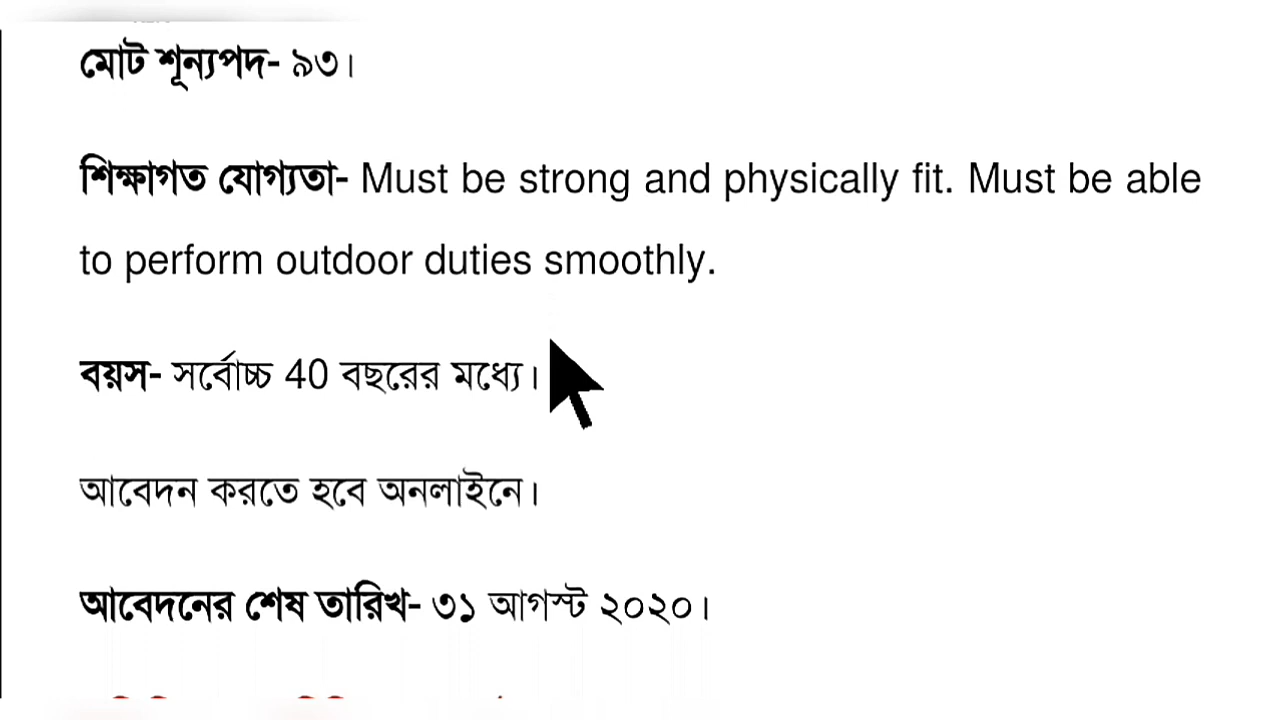 মোট শূন্যপদ- ৯৩।
শিক্ষাগত যোগ্যতা- Must be strong and physically fit. Must be able
to perform outdoor duties smoothly.
বয়স- সর্বোচ্চ 40 বছরের মধ্যে।
আবেদন করতে হবে অনলাইনে।
আবেদনের শেষ তারিখ- ৩১ আগস্ট ২০২০।